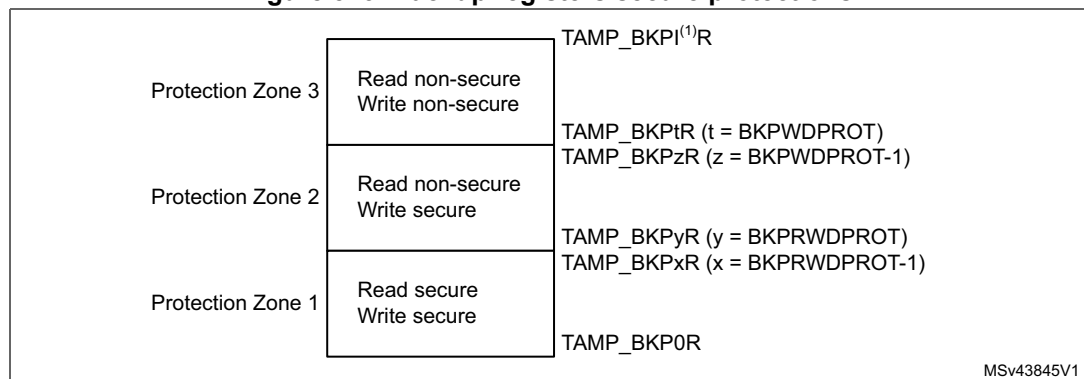 TAMP_BKPI(1)R
Protection Zone 3
Read non-secure
Write non-secure
TAMP_BKPtR (t = BKPWDPROT)
TAMP_BKPzR (z = BKPWDPROT-1)
Protection Zone 2
Read non-secure
Write secure
TAMP_BKPyR (y = BKPRWDPROT)
TAMP_BKPxR (x = BKPRWDPROT-1)
Protection Zone 1
Read secure
Write secure
TAMP_BKP0R
MSv43845V1